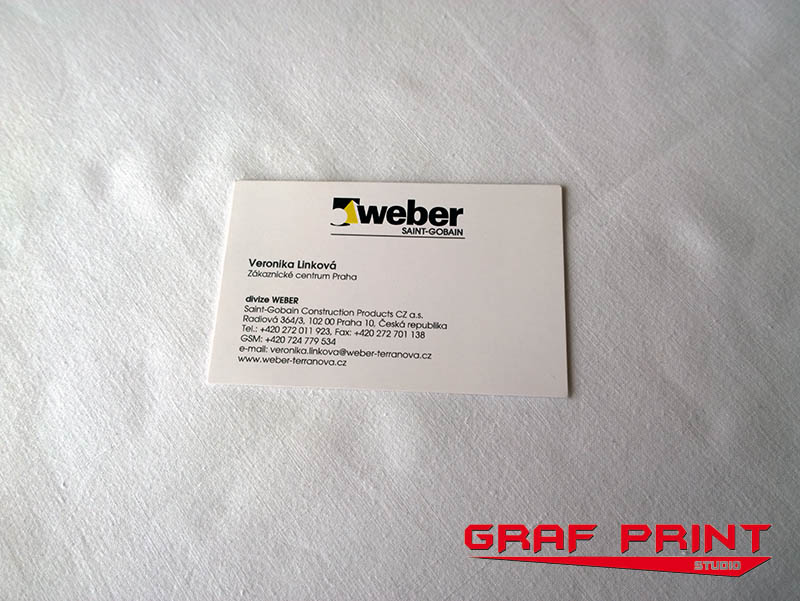 weber
SAINT-GOBAIN
Veronika Linková
Zákaznické centrum Praha
divize WEBER
Saint-Gobain Construction Products CZ a.s.
Radiová 364/3, 102 00 Praha 10, Česká republika
Tel.: +420 272 011 923, Fax: +420 272 701 138
GSM: +420 724 779 534
e-mail: veronika.linkova@weber-terranova.cz
www.weber-terranova.cz
GRAF PRINT
STUDIO